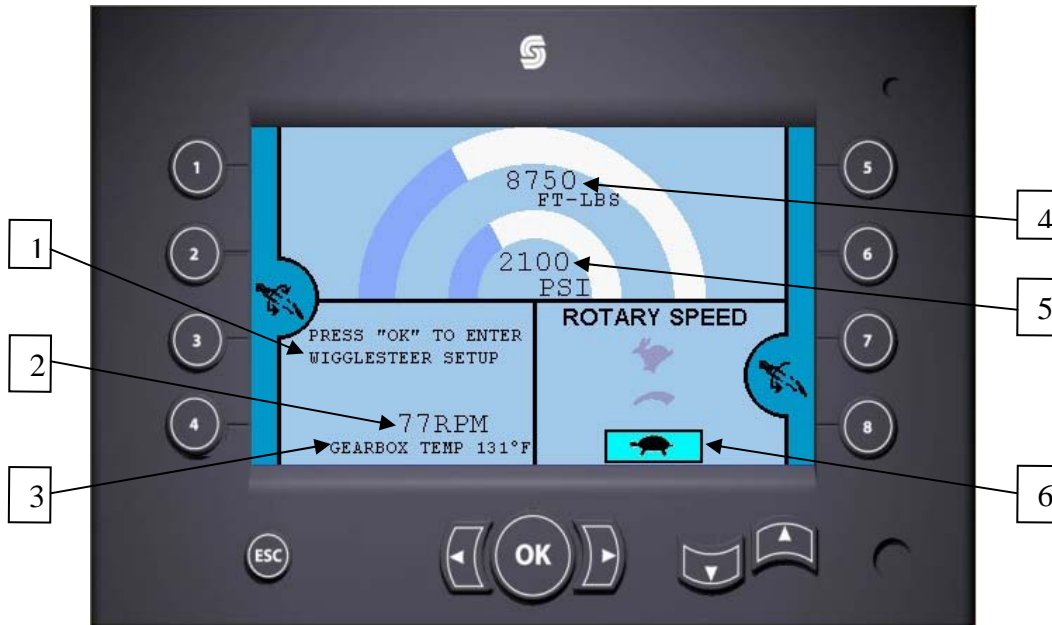 1
5
8750
FT-LBS
4
1
2
6
2100
PSI
5
ROTARY SPEED
PRESS "OK" TO ENTER
WIGGLESTEER SETUP
3
7
2
77RPM
4
8
GEARBOX TEMP 131°F
3
6
ESC
OK